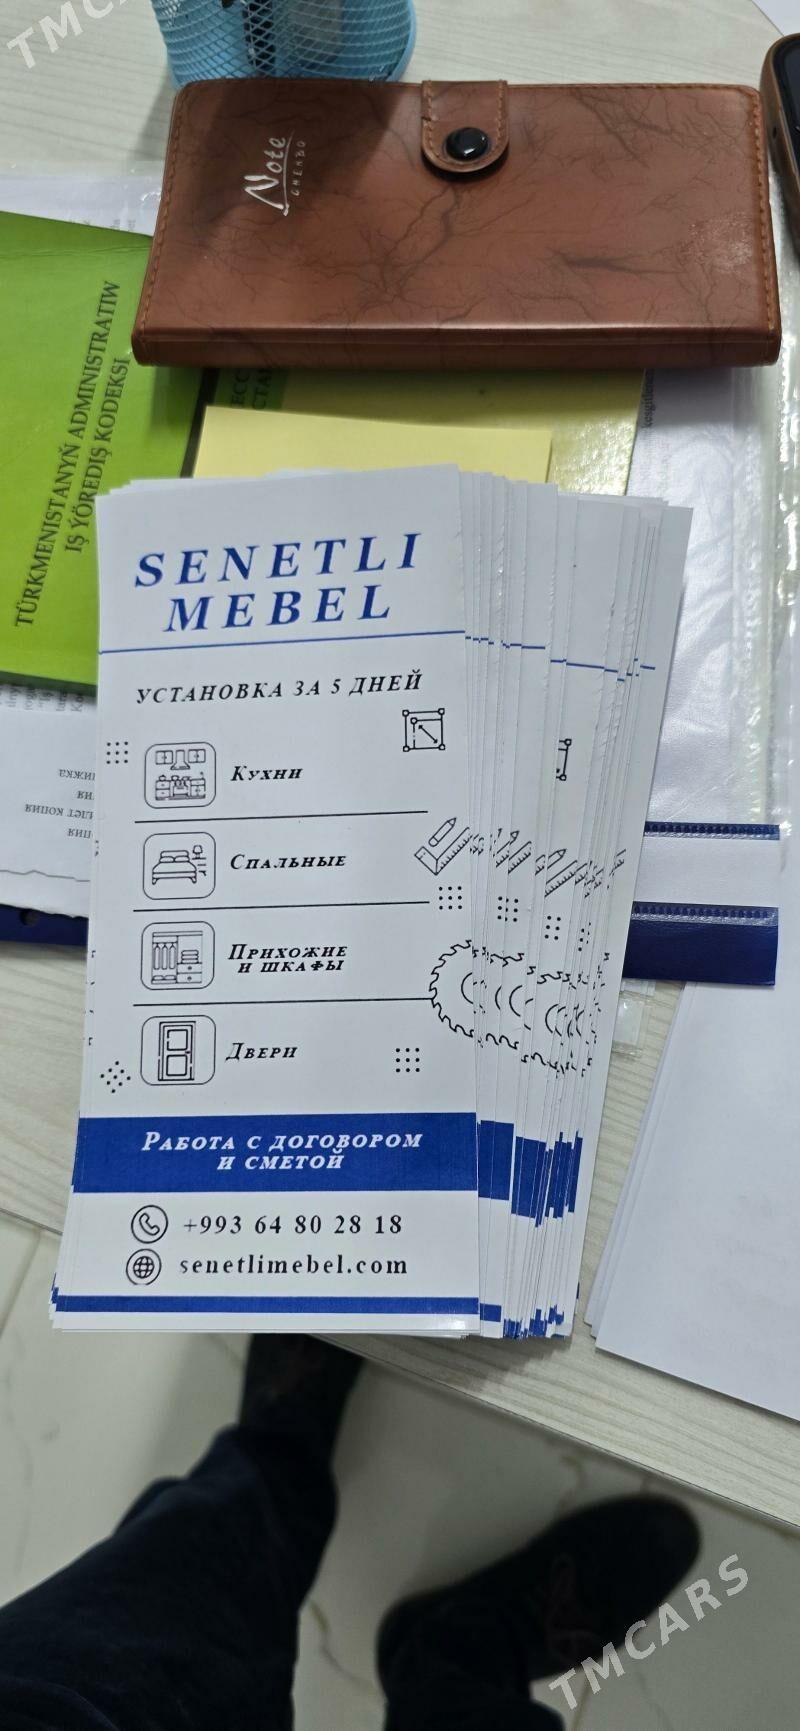 TMCARS
Note
CHENBO
TÜRKMENISTANYŇ ADMINISTRATIW
IŞ ÝÖREDIŞ KODEKSI
SENETLI
MEBEL
УСТАНОВКА ЗА 5 ДНЕЙ
КУХНИ
СПАЛЬНЫЕ
ПРИХОЖИЕ
И ШКАФЫ
ДВЕРИ
РАБОТА С ДОГОВОРОМ
И СМЕТОЙ
+993 64 80 28 18
senetlimebel.com
TMCARS